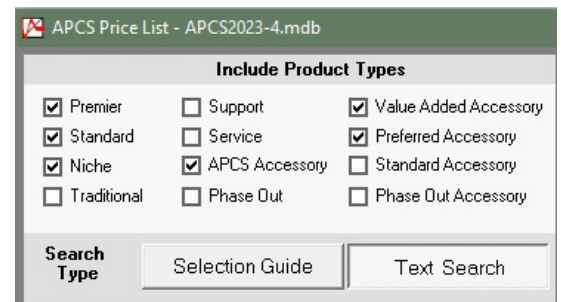 APCS Price List - APCS2023-4.mdb
Include Product Types
Premier Support Value Added Accessory
Standard Service Preferred Accessory
Niche APCS Accessory Standard Accessory
Traditional Phase Out Phase Out Accessory
Search
Type
Selection Guide Text Search